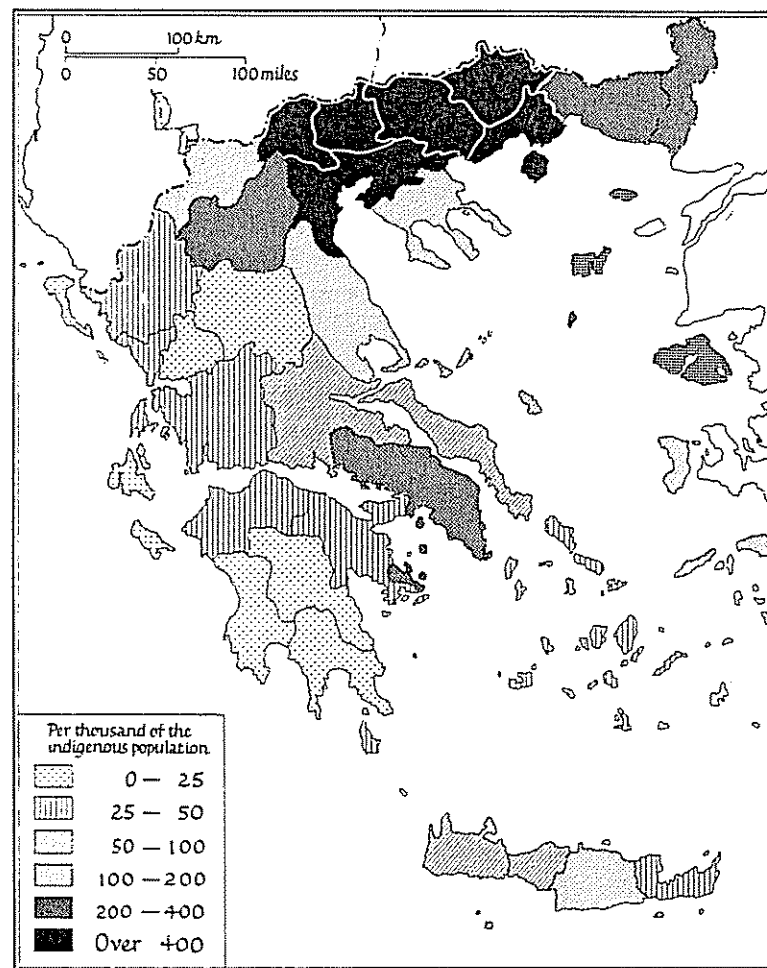 0 100 km
0 50 100 miles
Per thousand of the
indigenous population
0 — 25
25 — 50
50 — 100
100 — 200
200 — 400
Over 400